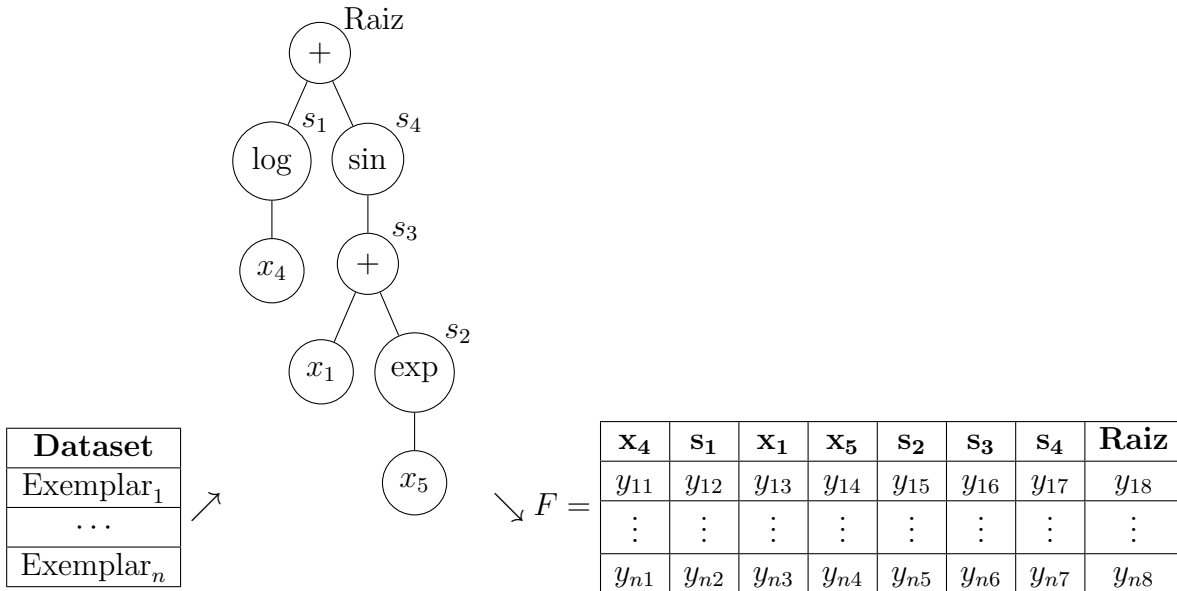 Raiz
+
s₁ s₄
log sin
s₃
x₄ +
s₂
x₁ exp
x₅
Dataset
Exemplar₁
⋯
Exemplarₙ
↗
↘ F =
x₄ s₁ x₁ x₅ s₂ s₃ s₄ Raiz
y₁₁ y₁₂ y₁₃ y₁₄ y₁₅ y₁₆ y₁₇ y₁₈
⋮ ⋮ ⋮ ⋮ ⋮ ⋮ ⋮ ⋮
yₙ₁ yₙ₂ yₙ₃ yₙ₄ yₙ₅ yₙ₆ yₙ₇ yₙ₈